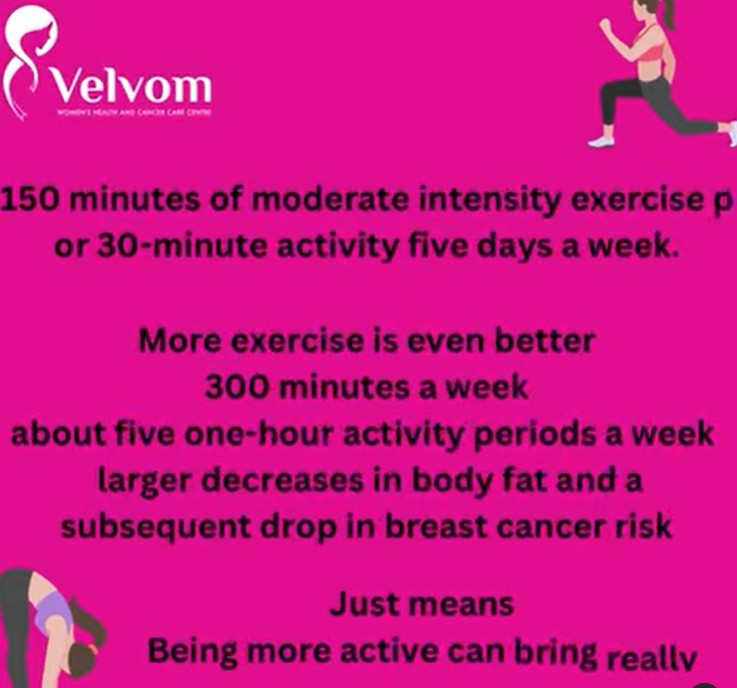 Velvom
WOMEN'S HEALTH AND CANCER CARE CENTRE
150 minutes of moderate intensity exercise p
or 30-minute activity five days a week.
More exercise is even better
300 minutes a week
about five one-hour activity periods a week
larger decreases in body fat and a
subsequent drop in breast cancer risk
Just means
Being more active can bring really